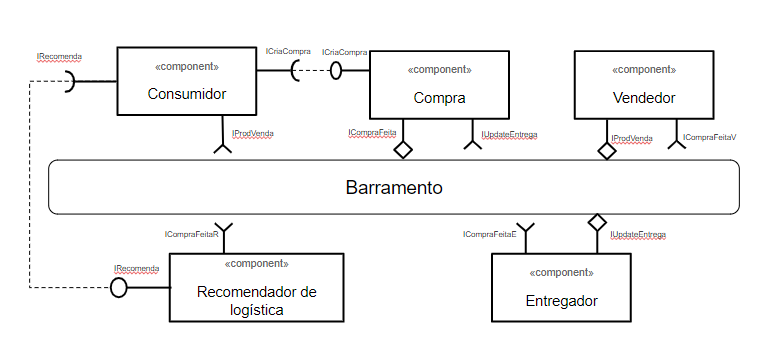 IRecomenda
«component»
Consumidor
ICriaCompra
ICriaCompra
«component»
Compra
«component»
Vendedor
IProdVenda
ICompraFeita
IUpdateEntrega
IProdVenda
ICompraFeitaV
Barramento
ICompraFeitaR
ICompraFeitaE
IUpdateEntrega
IRecomenda
«component»
Recomendador de
logística
«component»
Entregador